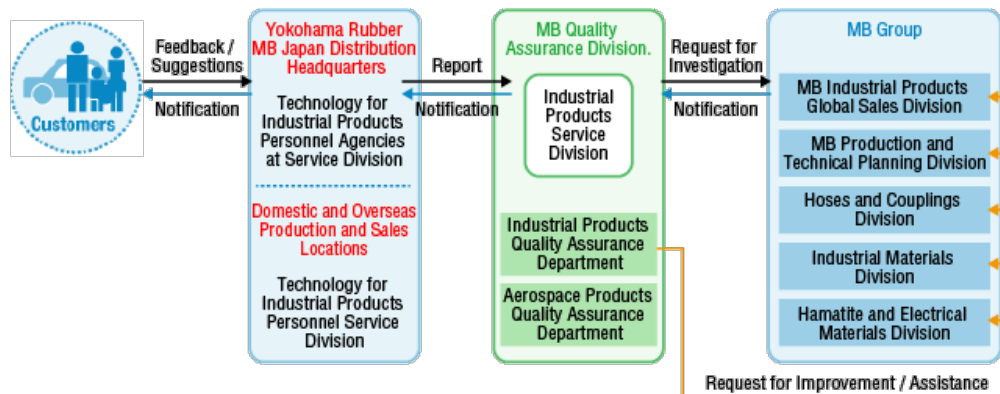 Customers
Feedback /
Suggestions
Notification
Yokohama Rubber
MB Japan Distribution
Headquarters
Technology for
Industrial Products
Personnel Agencies
at Service Division
Domestic and Overseas
Production and Sales
Locations
Technology for
Industrial Products
Personnel Service
Division
Report
Notification
MB Quality
Assurance Division.
Industrial
Products
Service
Division
Industrial Products
Quality Assurance
Department
Aerospace Products
Quality Assurance
Department
Request for
Investigation
Notification
MB Group
MB Industrial Products
Global Sales Division
MB Production and
Technical Planning Division
Hoses and Couplings
Division
Industrial Materials
Division
Hamatite and Electrical
Materials Division
Request for Improvement / Assistance